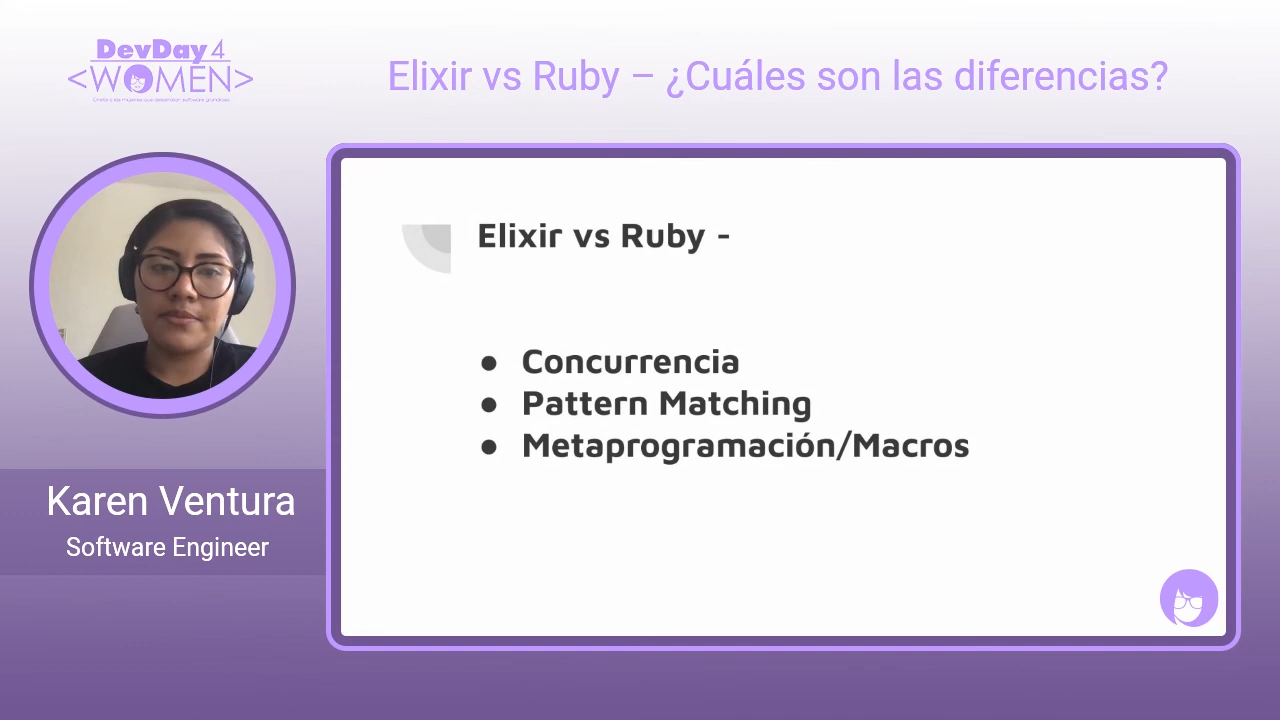 DevDay 4
<WOMEN>
Elixir vs Ruby – ¿Cuáles son las diferencias?
Elixir vs Ruby -
● Concurrencia
● Pattern Matching
● Metaprogramación/Macros
Karen Ventura
Software Engineer